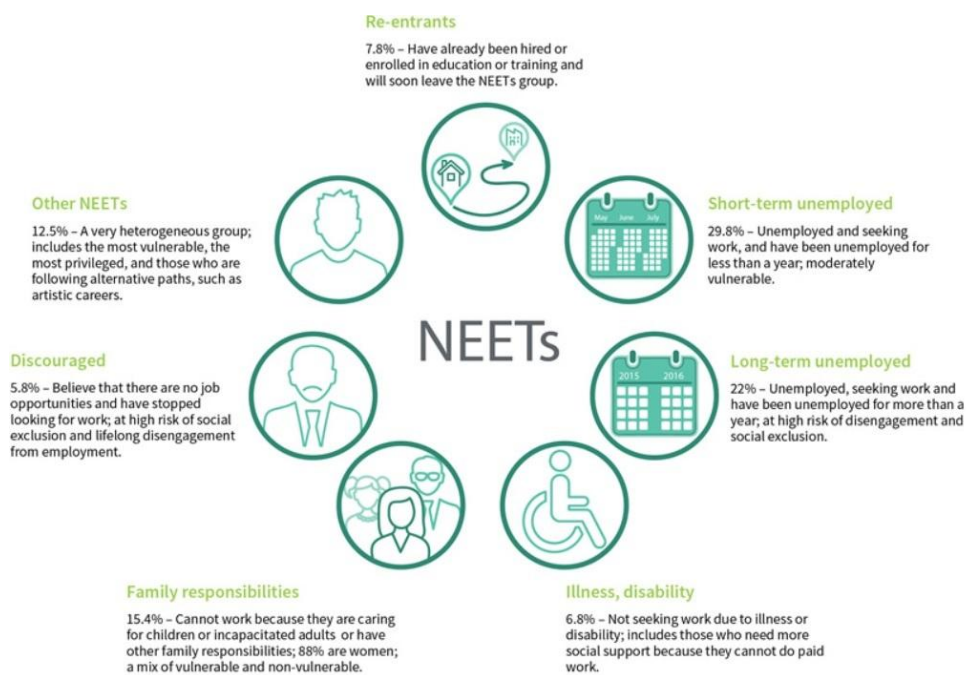 Re-entrants
7.8% – Have already been hired or
enrolled in education or training and
will soon leave the NEETs group.
Other NEETs
12.5% – A very heterogeneous group;
includes the most vulnerable, the
most privileged, and those who are
following alternative paths, such as
artistic careers.
May June July
Short-term unemployed
29.8% – Unemployed and seeking
work, and have been unemployed for
less than a year; moderately
vulnerable.
NEETs
Discouraged
5.8% – Believe that there are no job
opportunities and have stopped
looking for work; at high risk of social
exclusion and lifelong disengagement
from employment.
2015 2016
Long-term unemployed
22% – Unemployed, seeking work and
have been unemployed for more than a
year; at high risk of disengagement and
social exclusion.
Family responsibilities
15.4% – Cannot work because they are caring
for children or incapacitated adults or have
other family responsibilities; 88% are women;
a mix of vulnerable and non-vulnerable.
Illness, disability
6.8% – Not seeking work due to illness or
disability; includes those who need more
social support because they cannot do paid
work.